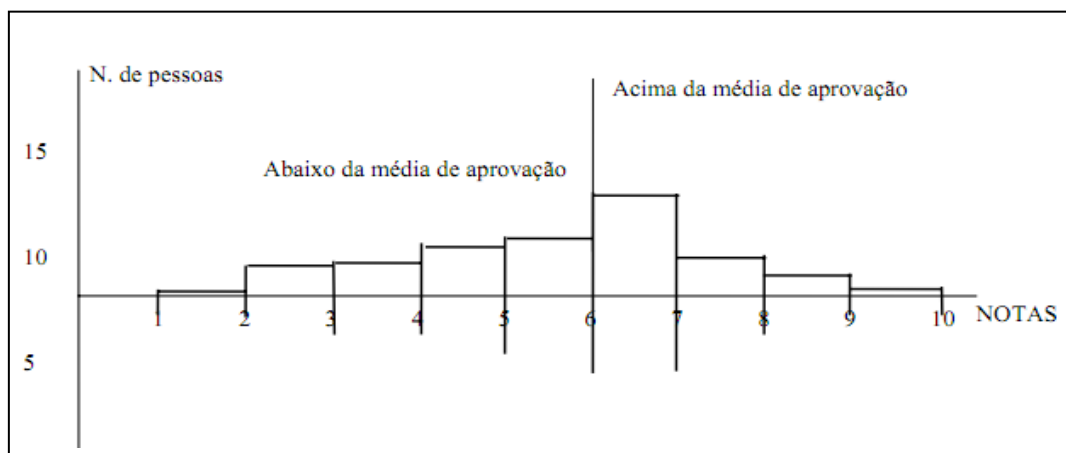 N. de pessoas
Acima da média de aprovação
15
Abaixo da média de aprovação
10
1 2 3 4 5 6 7 8 9 10 NOTAS
5